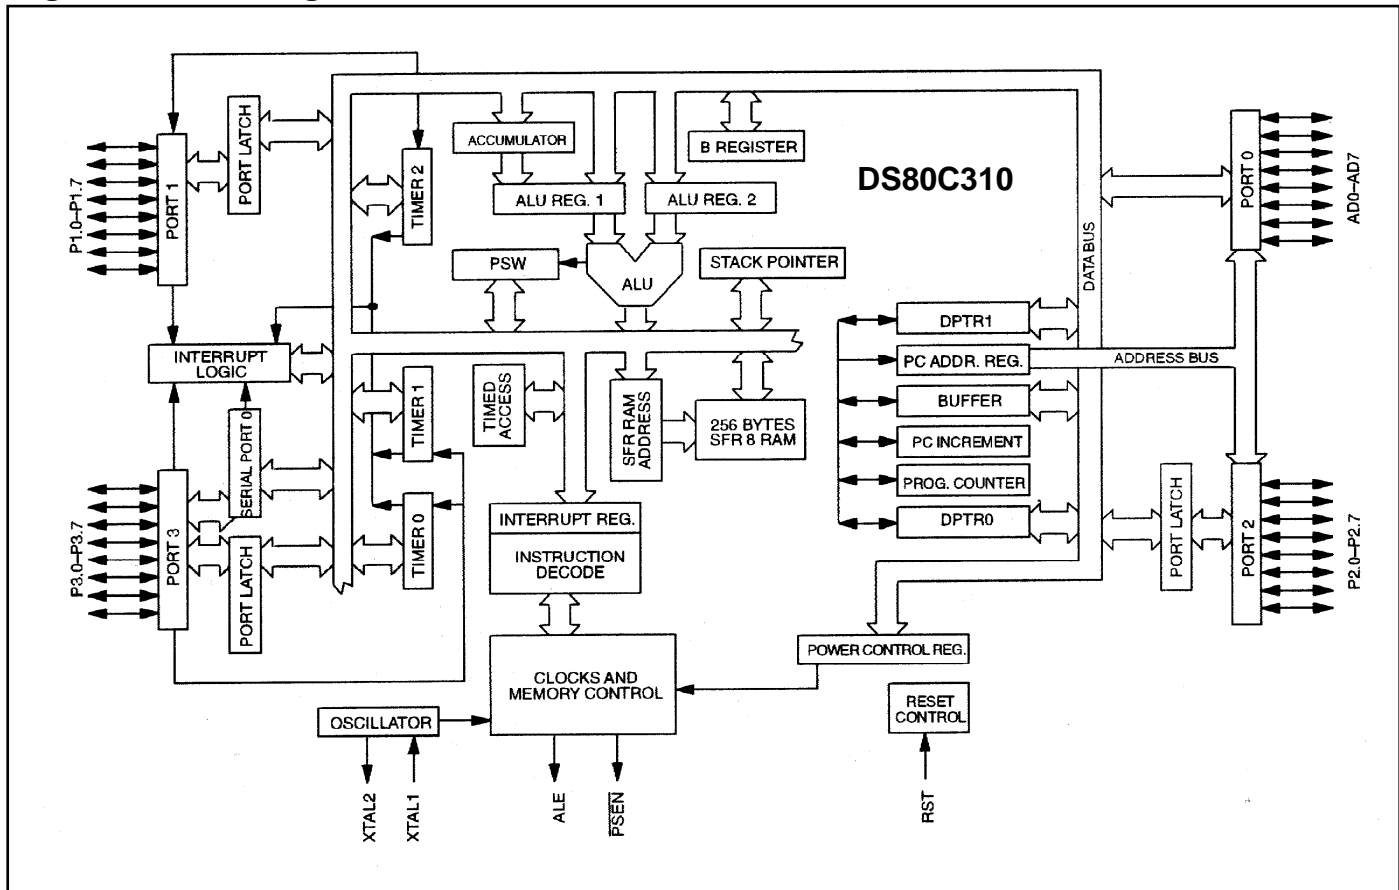 PORT LATCH
ACCUMULATOR
B REGISTER
DS80C310
PORT 0
AD0–AD7
P1.0–P1.7
PORT 1
TIMER 2
ALU REG. 1
ALU REG. 2
PSW
ALU
STACK POINTER
DATA BUS
DPTR1
INTERRUPT
LOGIC
PC ADDR. REG.
ADDRESS BUS
TIMER 1
TIMED
ACCESS
SFR RAM
ADDRESS
256 BYTES
SFR 8 RAM
BUFFER
PC INCREMENT
PROG. COUNTER
DPTR0
SERIAL PORT 0
P3.0–P3.7
PORT 3
PORT LATCH
TIMER 0
INTERRUPT REG.
INSTRUCTION
DECODE
PORT LATCH
PORT 2
P2.0–P2.7
POWER CONTROL REG.
CLOCKS AND
MEMORY CONTROL
RESET
CONTROL
OSCILLATOR
XTAL2
XTAL1
ALE
PSEN
RST